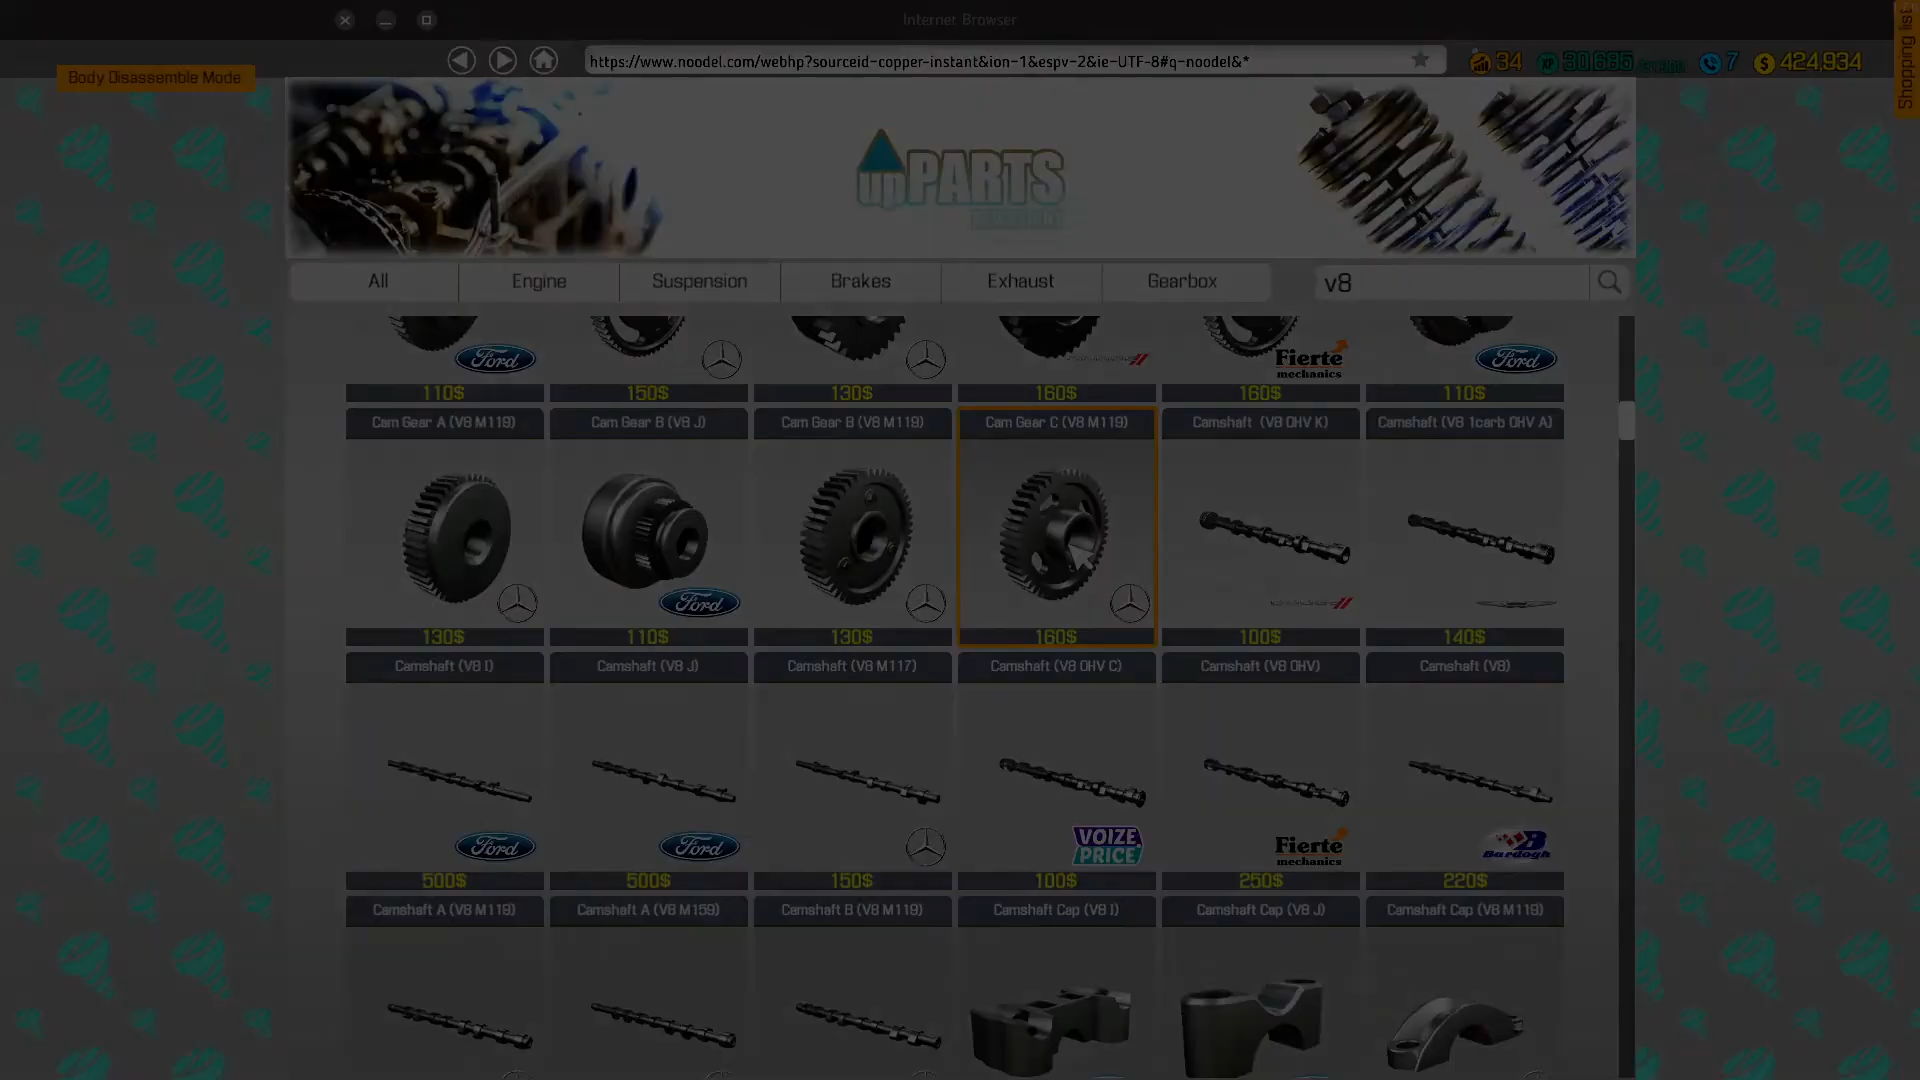 Internet Browser
https://www.noodel.com/webhp?sourceid-copper-instant&ion-1&espv-2&ie-UTF-8#q-noodel&*
34
XP 30,695
7
$ 424,934
Shopping list
Body Disassemble Mode
upPARTS
All
Engine
Suspension
Brakes
Exhaust
Gearbox
v8
Ford
Fierte mechanics
Ford
110$
150$
130$
160$
160$
110$
Cam Gear A (V8 M119)
Cam Gear B (V8 J)
Cam Gear B (V8 M119)
Cam Gear C (V8 M119)
Camshaft (V8 OHV K)
Camshaft (V8 1carb OHV A)
Ford
130$
110$
130$
160$
100$
140$
Camshaft (V8 I)
Camshaft (V8 J)
Camshaft (V8 M117)
Camshaft (V8 OHV C)
Camshaft (V8 OHV)
Camshaft (V8)
Ford
Ford
VOIZE PRICE
Fierte mechanics
Bardogh
500$
500$
150$
100$
250$
220$
Camshaft A (V8 M119)
Camshaft A (V8 M159)
Camshaft B (V8 M119)
Camshaft Cap (V8 I)
Camshaft Cap (V8 J)
Camshaft Cap (V8 M119)